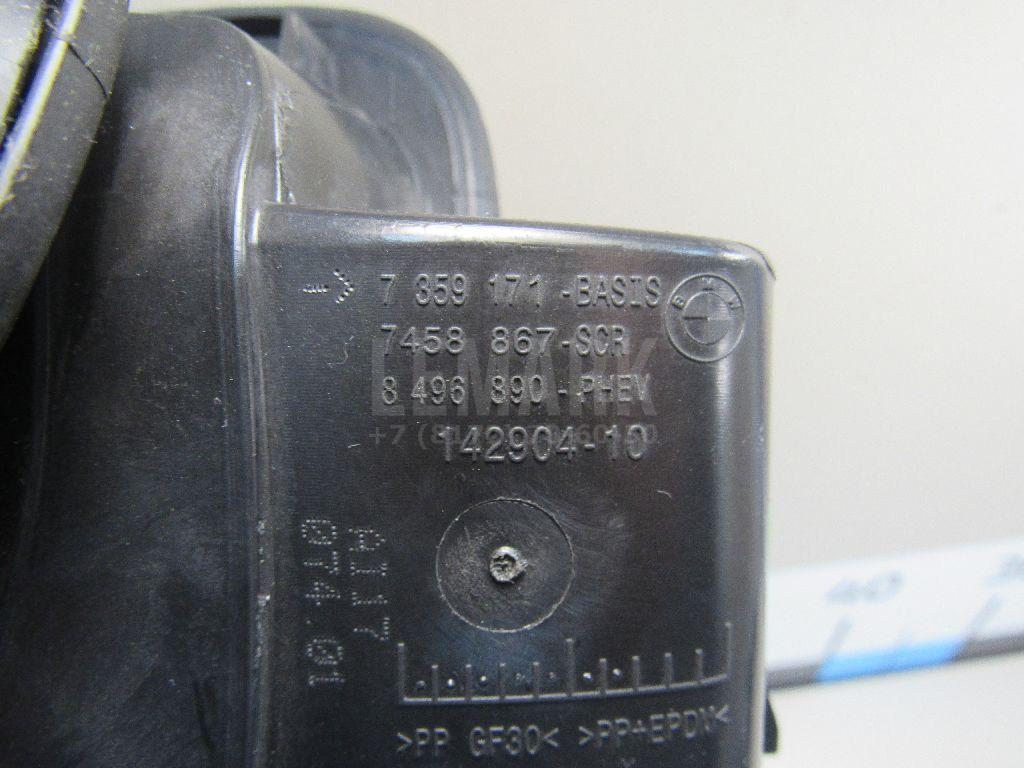 7 359 171 -BASIS
BMW
7458 867-SCR
8 496 890 -PHEV
LEMARK
142904-10
>PP GF30< >PP+EPDM<
40